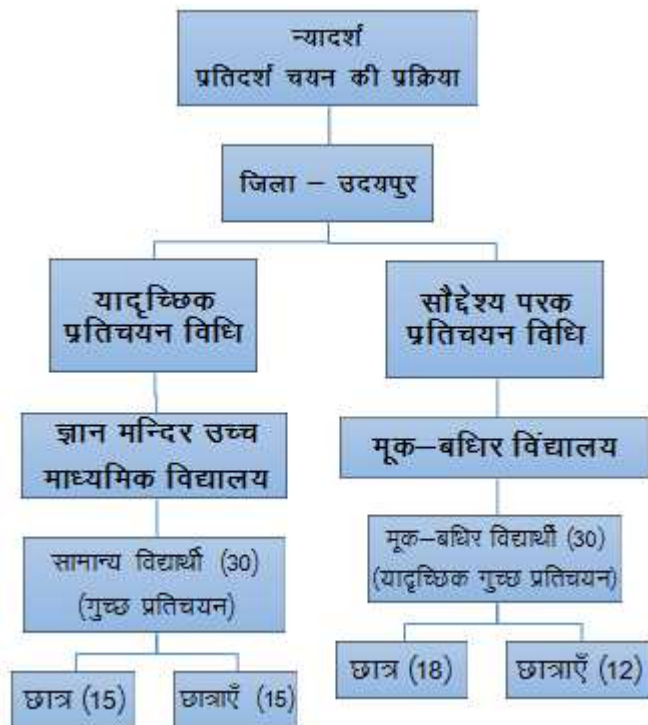 न्यादर्श
प्रतिदर्श चयन की प्रक्रिया
जिला – उदयपुर
यादृच्छिक
प्रतिचयन विधि
सौद्देश्य परक
प्रतिचयन विधि
ज्ञान मन्दिर उच्च
माध्यमिक विद्यालय
मूक–बधिर विंद्यालय
सामान्य विद्यार्थी (30)
(गुच्छ प्रतिचयन)
मूक–बधिर विद्यार्थी (30)
(यादृच्छिक गुच्छ प्रतिचयन)
छात्र (15)
छात्राएँ (15)
छात्र (18)
छात्राएँ (12)